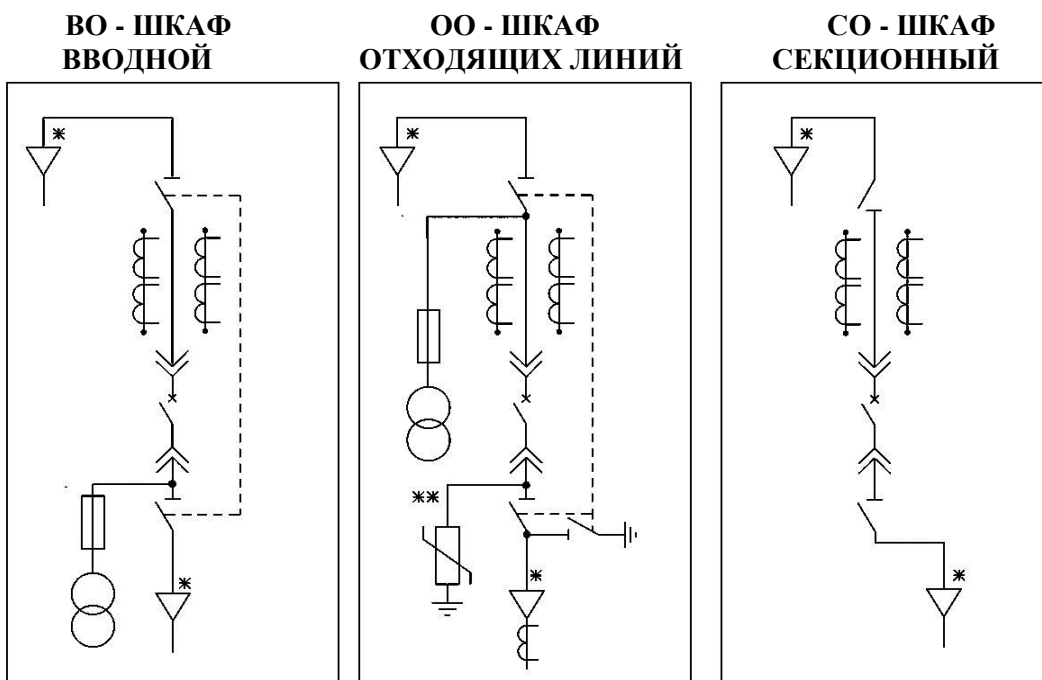 ВО - ШКАФ
ВВОДНОЙ
ОО - ШКАФ
ОТХОДЯЩИХ ЛИНИЙ
СО - ШКАФ
СЕКЦИОННЫЙ
*
*
*
**
*
*
*